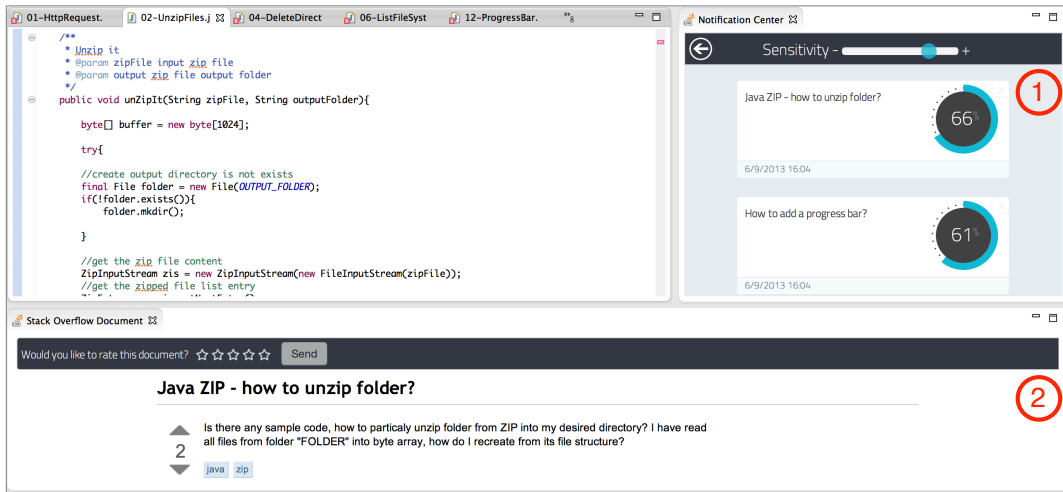 01-HttpRequest.
02-UnzipFiles.j
04-DeleteDirect
06-ListFileSyst
12-ProgressBar.
»8
/**
* Unzip it
* @param zipFile input zip file
* @param output zip file output folder
*/
public void unZipIt(String zipFile, String outputFolder){
byte[] buffer = new byte[1024];
try{
//create output directory is not exists
final File folder = new File(OUTPUT_FOLDER);
if(!folder.exists()){
folder.mkdir();
}
//get the zip file content
ZipInputStream zis = new ZipInputStream(new FileInputStream(zipFile));
//get the zipped file list entry
Notification Center
Sensitivity - +
1
Java ZIP - how to unzip folder?
66%
6/9/2013 16:04
How to add a progress bar?
61%
6/9/2013 16:04
Stack Overflow Document
Would you like to rate this document? Send
2
Java ZIP - how to unzip folder?
Is there any sample code, how to particaly unzip folder from ZIP into my desired directory? I have read
all files from folder "FOLDER" into byte array, how do I recreate from its file structure?
2
java zip